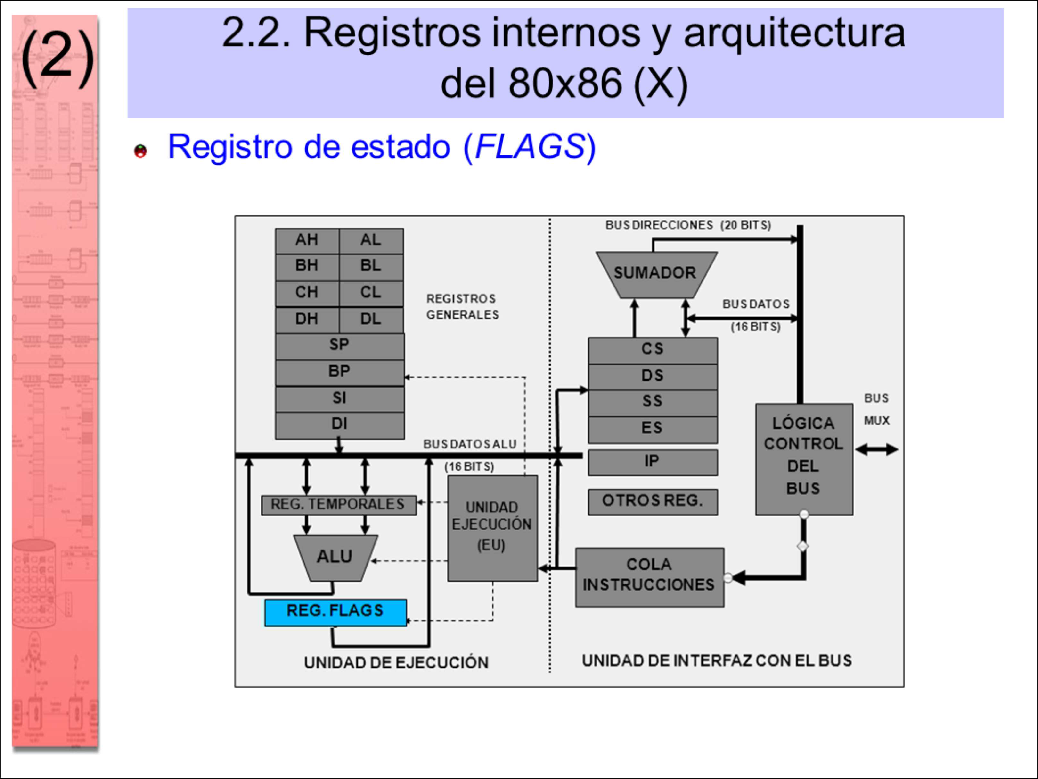 (2)
2.2. Registros internos y arquitectura
del 80x86 (X)
Registro de estado (FLAGS)
BUS DIRECCIONES (20 BITS)
AH AL
BH BL
CH CL
DH DL
SP
BP
SI
DI
REGISTROS
GENERALES
SUMADOR
BUS DATOS
(16 BITS)
CS
DS
SS
ES
IP
OTROS REG.
LÓGICA
CONTROL
DEL
BUS
BUS
MUX
BUS DATOS ALU
(16 BITS)
REG. TEMPORALES
ALU
REG. FLAGS
UNIDAD
EJECUCIÓN
(EU)
COLA
INSTRUCCIONES
UNIDAD DE EJECUCIÓN
UNIDAD DE INTERFAZ CON EL BUS